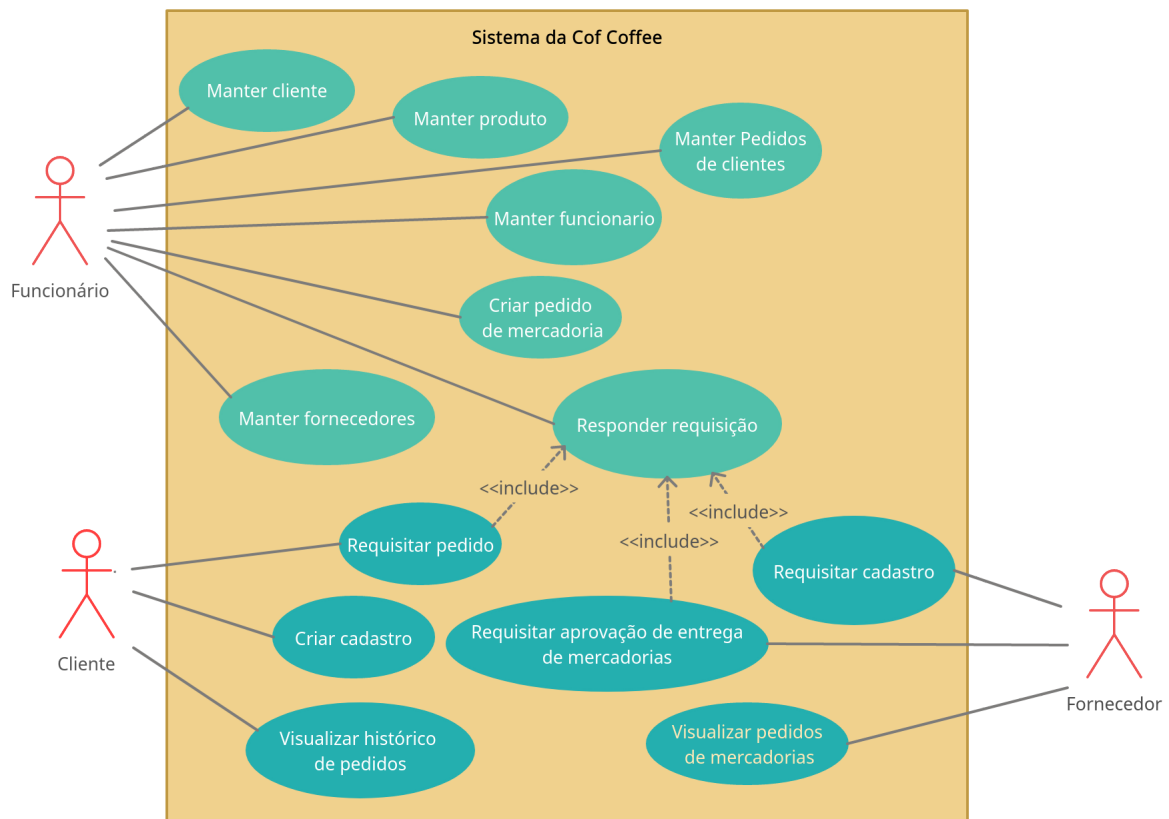 Sistema da Cof Coffee
Manter cliente
Manter produto
Manter Pedidos
de clientes
Manter funcionario
Funcionário
Criar pedido
de mercadoria
Manter fornecedores
Responder requisição
<<include>>
<<include>>
<<include>>
Requisitar pedido
Requisitar cadastro
Criar cadastro
Requisitar aprovação de entrega
de mercadorias
Cliente
Fornecedor
Visualizar histórico
de pedidos
Visualizar pedidos
de mercadorias